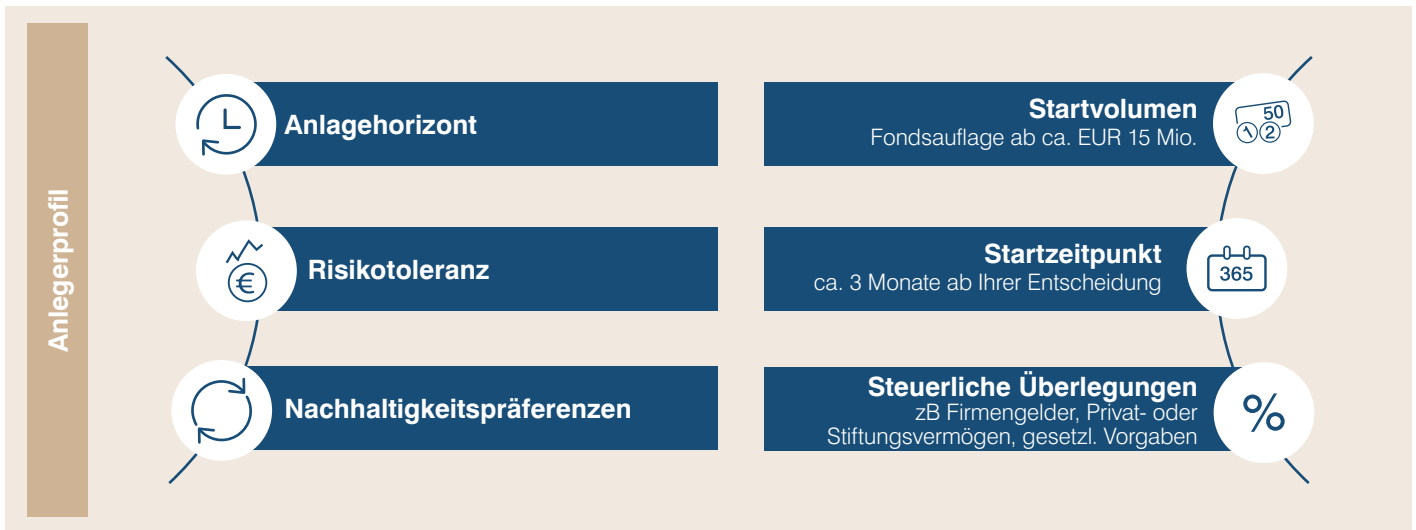 Anlegerprofil
Anlagehorizont
Risikotoleranz
€
Nachhaltigkeitspräferenzen
Startvolumen
Fondsauflage ab ca. EUR 15 Mio.
50
1 2
Startzeitpunkt
ca. 3 Monate ab Ihrer Entscheidung
365
Steuerliche Überlegungen
zB Firmengelder, Privat- oder
Stiftungsvermögen, gesetzl. Vorgaben
%